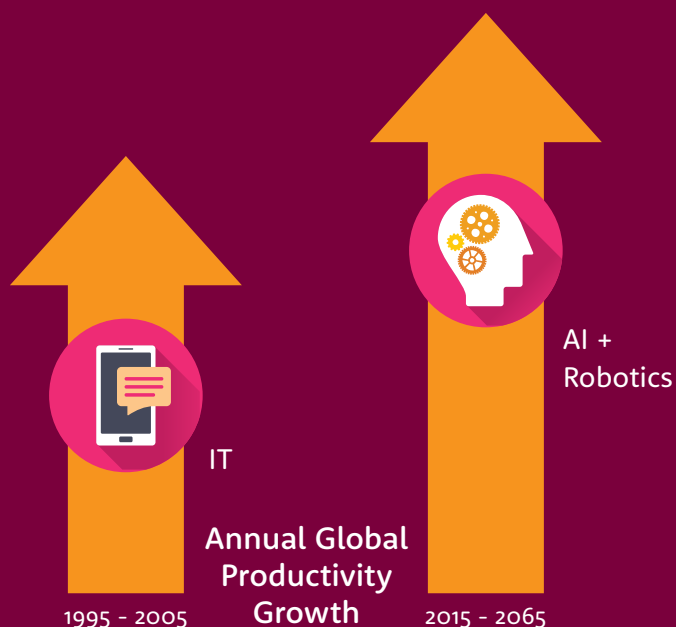 AI +
Robotics
IT
Annual Global
Productivity
Growth
1995 - 2005
2015 - 2065